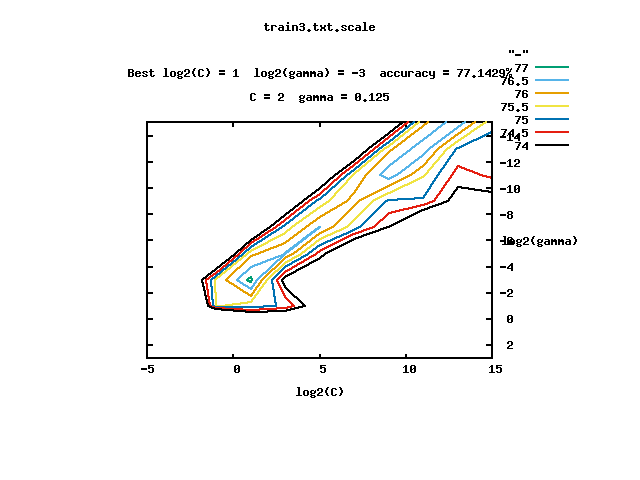 train3.txt.scale
"-"
Best log2(C) = 1  log2(gamma) = -3  accuracy = 77.1429%
77
76.5
C = 2  gamma = 0.125
76
75.5
75
74.5
-14
74
-12
-10
-8
-6
log2(gamma)
-4
-2
0
2
-5 0 5 10 15
log2(C)